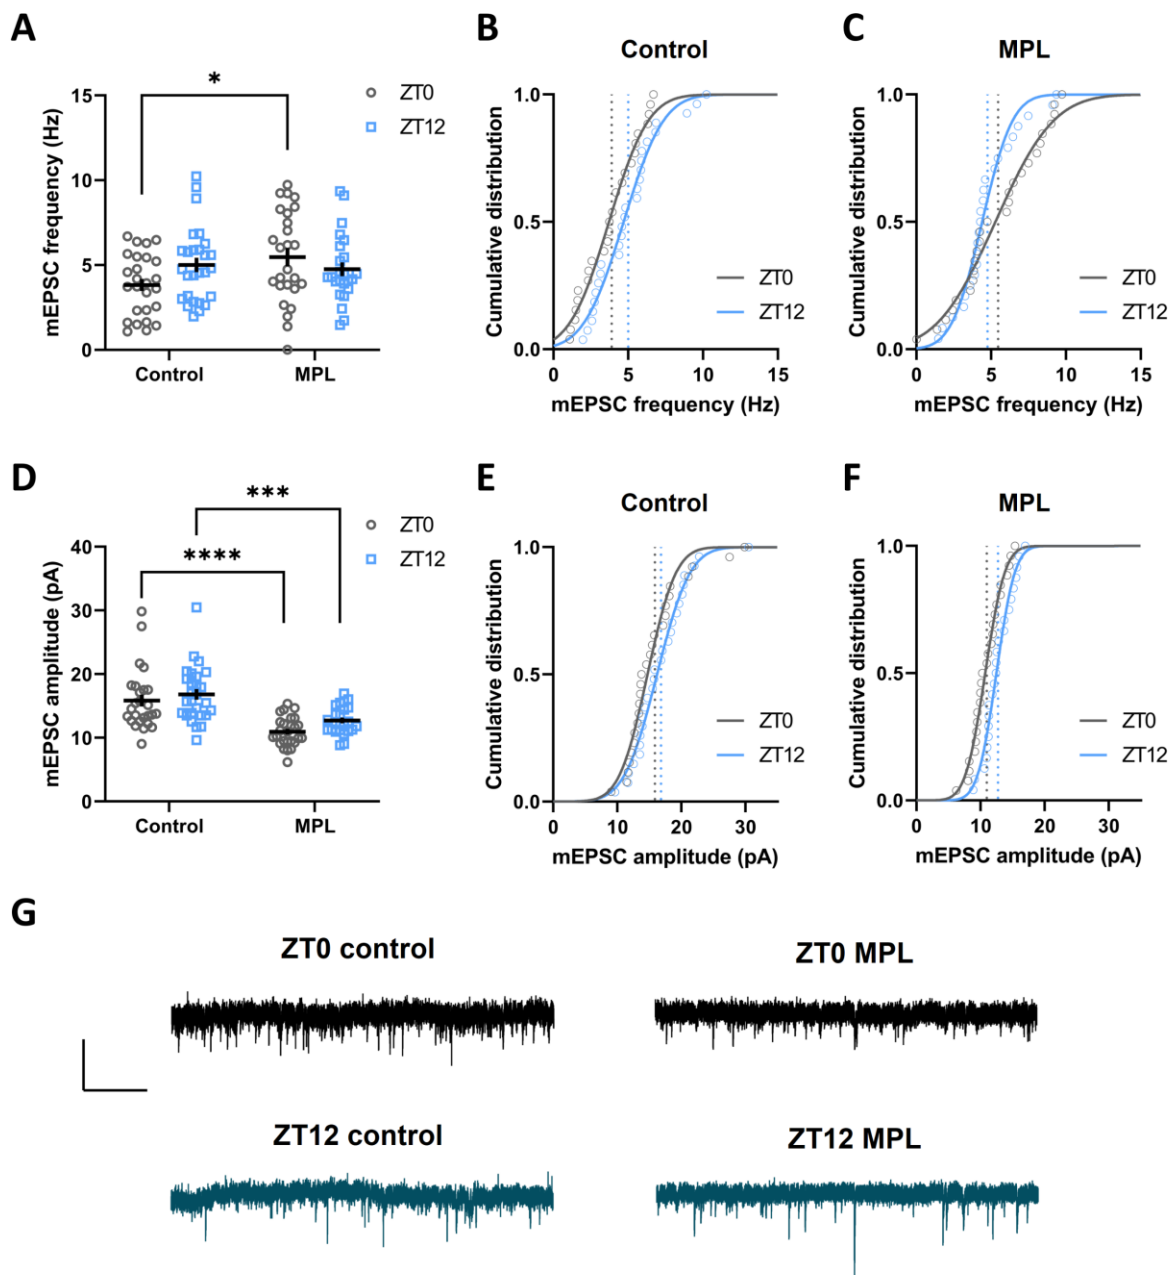 A
mEPSC frequency (Hz)
15
10
5
0
*
Control
MPL
ZT0
ZT12
B
Control
Cumulative distribution
1.0
0.5
0.0
0
5
10
15
mEPSC frequency (Hz)
ZT0
ZT12
C
MPL
Cumulative distribution
1.0
0.5
0.0
0
5
10
15
mEPSC frequency (Hz)
ZT0
ZT12
D
mEPSC amplitude (pA)
40
30
20
10
0
****
***
Control
MPL
ZT0
ZT12
E
Control
Cumulative distribution
1.0
0.5
0.0
0
10
20
30
mEPSC amplitude (pA)
ZT0
ZT12
F
MPL
Cumulative distribution
1.0
0.5
0.0
0
10
20
30
mEPSC amplitude (pA)
ZT0
ZT12
G
ZT0 control
ZT0 MPL
ZT12 control
ZT12 MPL